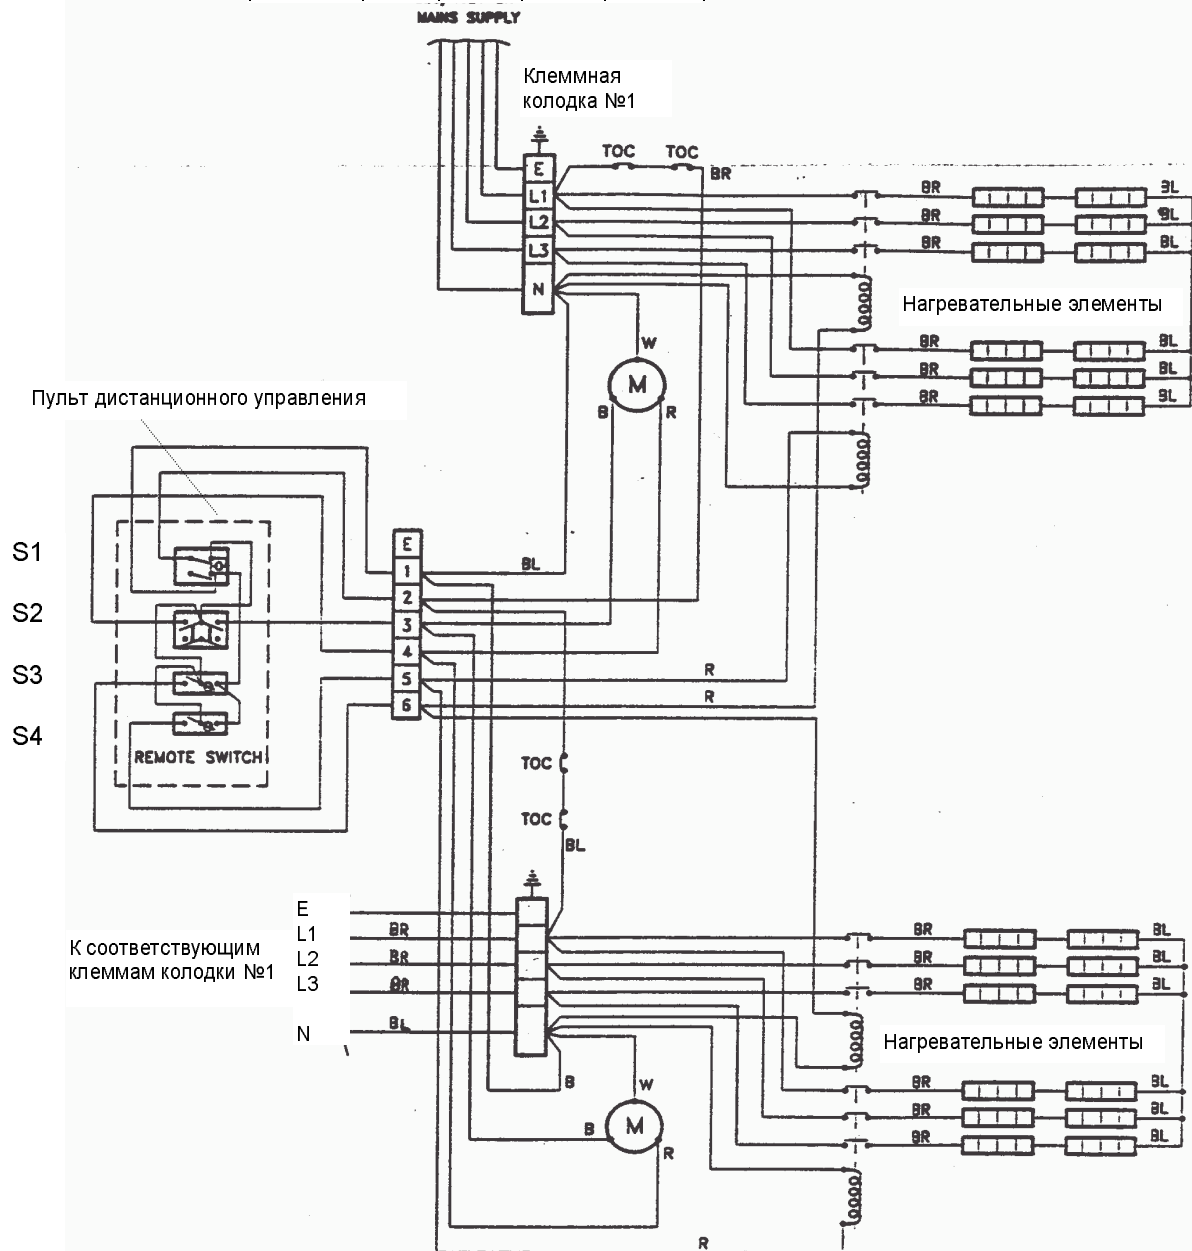 MAINS SUPPLY
Клеммная
колодка №1
TOC TOC
E
BR
L1
BR
BL
L2
BR
BL
L3
BR
BL
N
Нагревательные элементы
W
BR
BL
M
BR
BL
B
R
BR
BL
Пульт дистанционного управления
S1
S2
S3
S4
REMOTE SWITCH
E
1
2
3
4
5
6
BL
R
R
TOC
TOC
BL
E
L1
BR
L2
BR
L3
BR
N
BL
К соответствующим
клеммам колодки №1
BR
BL
BR
BL
BR
BL
Нагревательные элементы
B
W
M
B
R
BR
BL
BR
BL
BR
BL
R